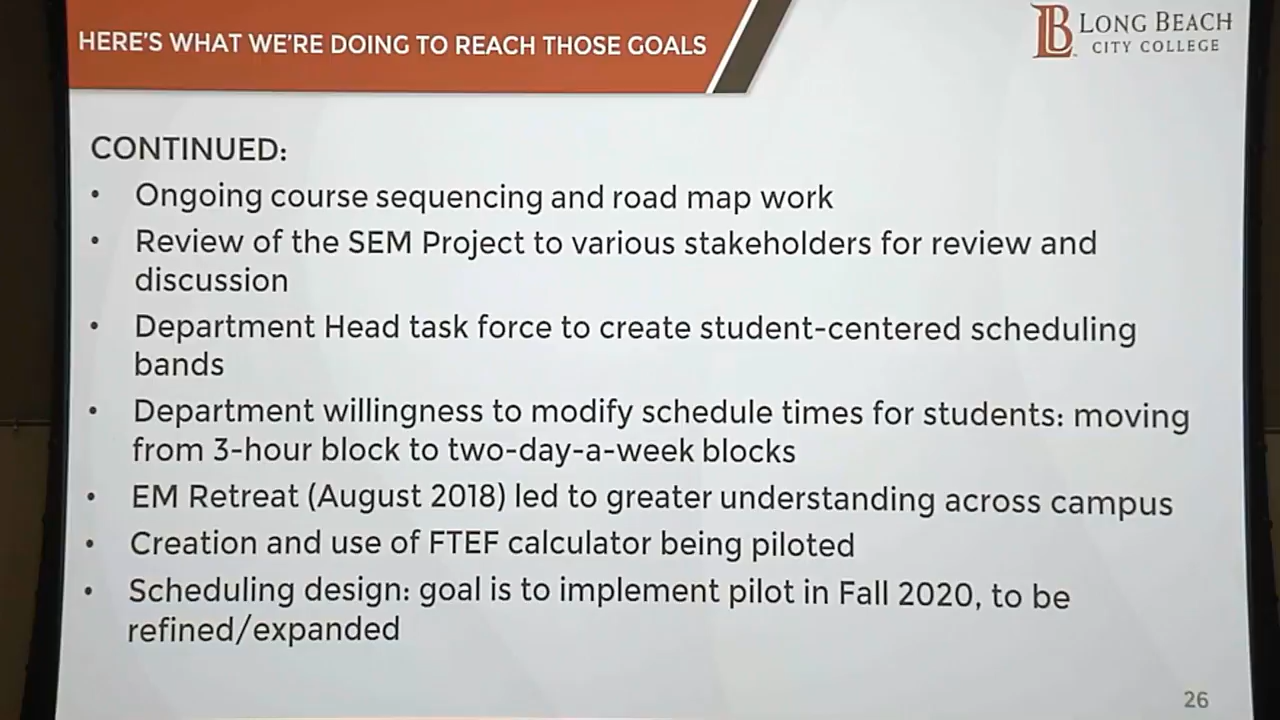 HERE'S WHAT WE'RE DOING TO REACH THOSE GOALS
LB LONG BEACH
CITY COLLEGE
CONTINUED:
• Ongoing course sequencing and road map work
• Review of the SEM Project to various stakeholders for review and
discussion
• Department Head task force to create student-centered scheduling
bands
• Department willingness to modify schedule times for students: moving
from 3-hour block to two-day-a-week blocks
• EM Retreat (August 2018) led to greater understanding across campus
• Creation and use of FTEF calculator being piloted
• Scheduling design: goal is to implement pilot in Fall 2020, to be
refined/expanded
26